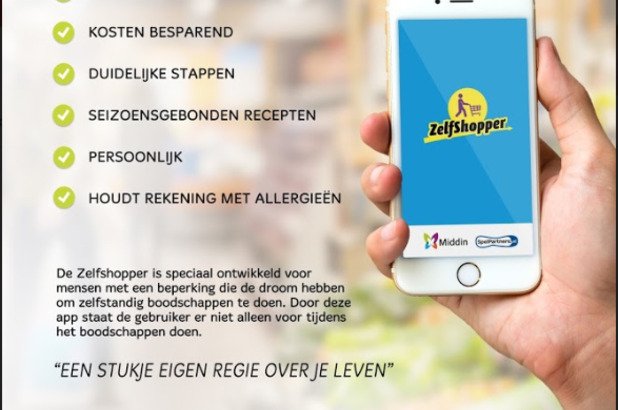 KOSTEN BESPAREND
DUIDELIJKE STAPPEN
SEIZOENSGEBONDEN RECEPTEN
PERSOONLIJK
HOUDT REKENING MET ALLERGIEËN
ZelfShopper
Middin
SpelPartners.nl
De Zelfshopper is speciaal ontwikkeld voor
mensen met een beperking die de droom hebben
om zelfstandig boodschappen te doen. Door deze
app staat de gebruiker er niet alleen voor tijdens
het boodschappen doen.
“EEN STUKJE EIGEN REGIE OVER JE LEVEN”